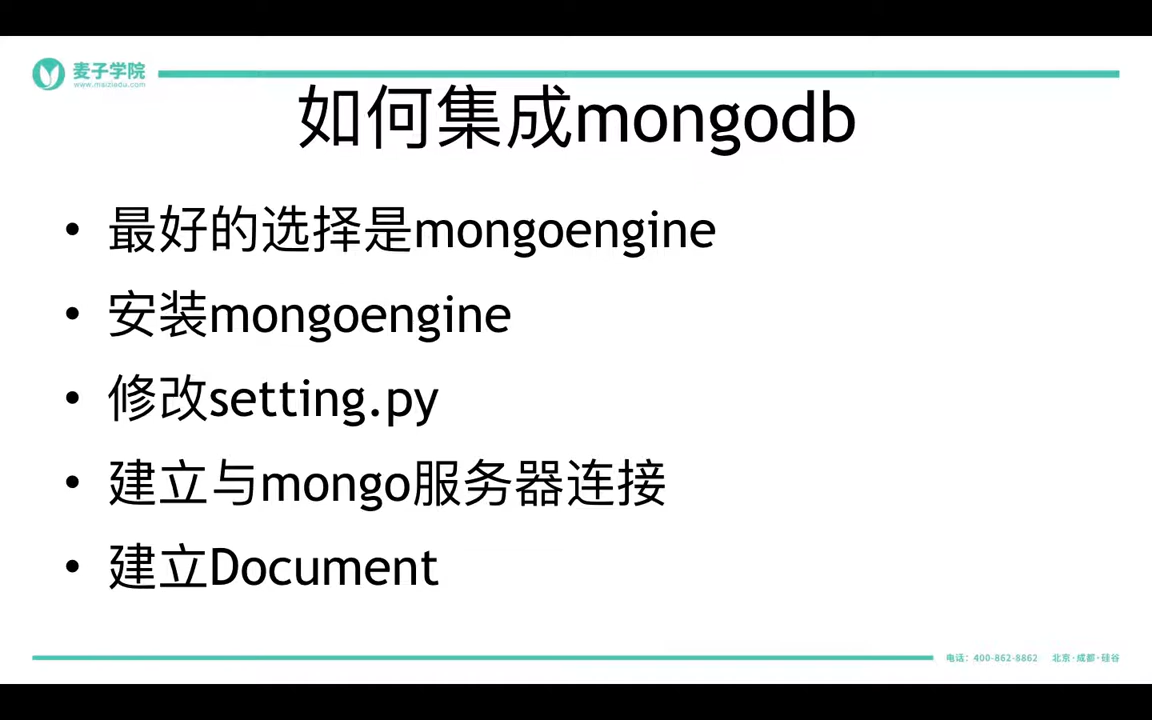 麦子学院
www.maiziedu.com
如何集成mongodb
• 最好的选择是mongoengine
• 安装mongoengine
• 修改setting.py
• 建立与mongo服务器连接
• 建立Document
电话：400-862-8862 北京·成都·硅谷